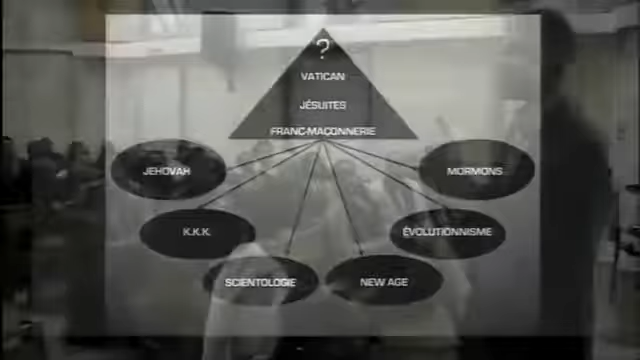 ?
VATICAN
JÉSUITES
FRANC-MAÇONNERIE
JEHOVAH
MORMONS
K.K.K.
ÉVOLUTIONNISME
SCIENTOLOGIE
NEW AGE